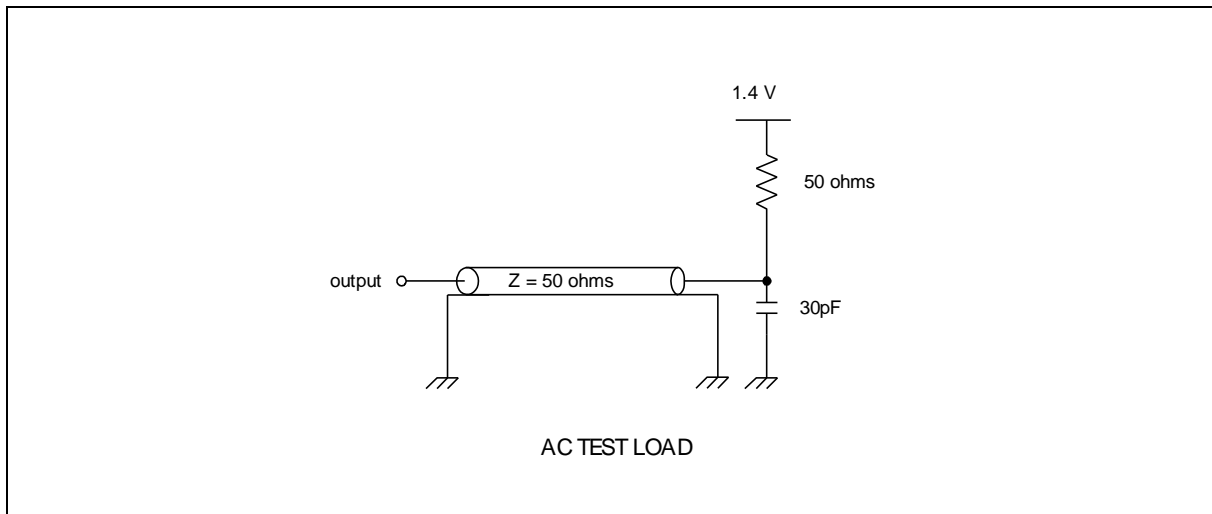 1.4 V
50 ohms
output
Z = 50 ohms
30pF
AC TEST LOAD